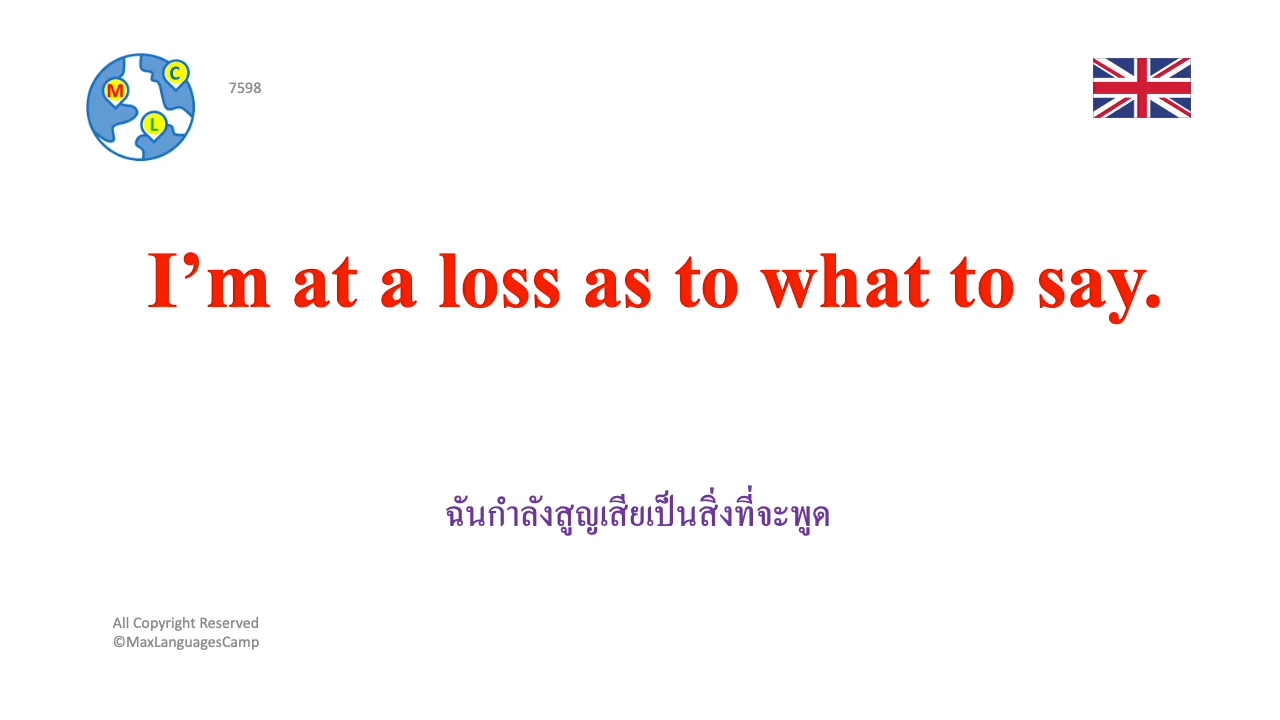 M
C
L
7598
I’m at a loss as to what to say.
ฉันกำลังสูญเสียเป็นสิ่งที่จะพูด
All Copyright Reserved
©MaxLanguagesCamp